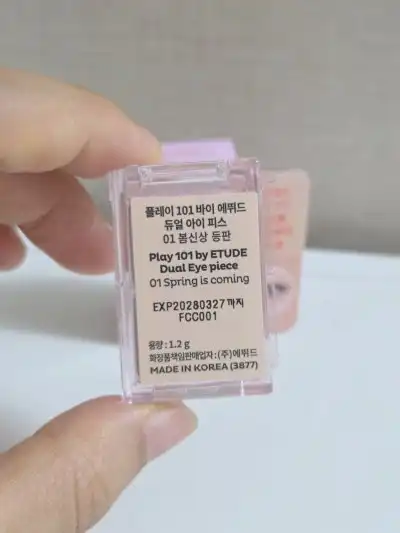 플레이 101 바이 에뛰드
듀얼 아이 피스
01 봄신상 등판
Play 101 by ETUDE
Dual Eye piece
01 Spring is coming
EXP20280327까지
FCC001
용량 : 1.2 g
화장품책임판매업자 : (주)에뛰드
MADE IN KOREA (3877)